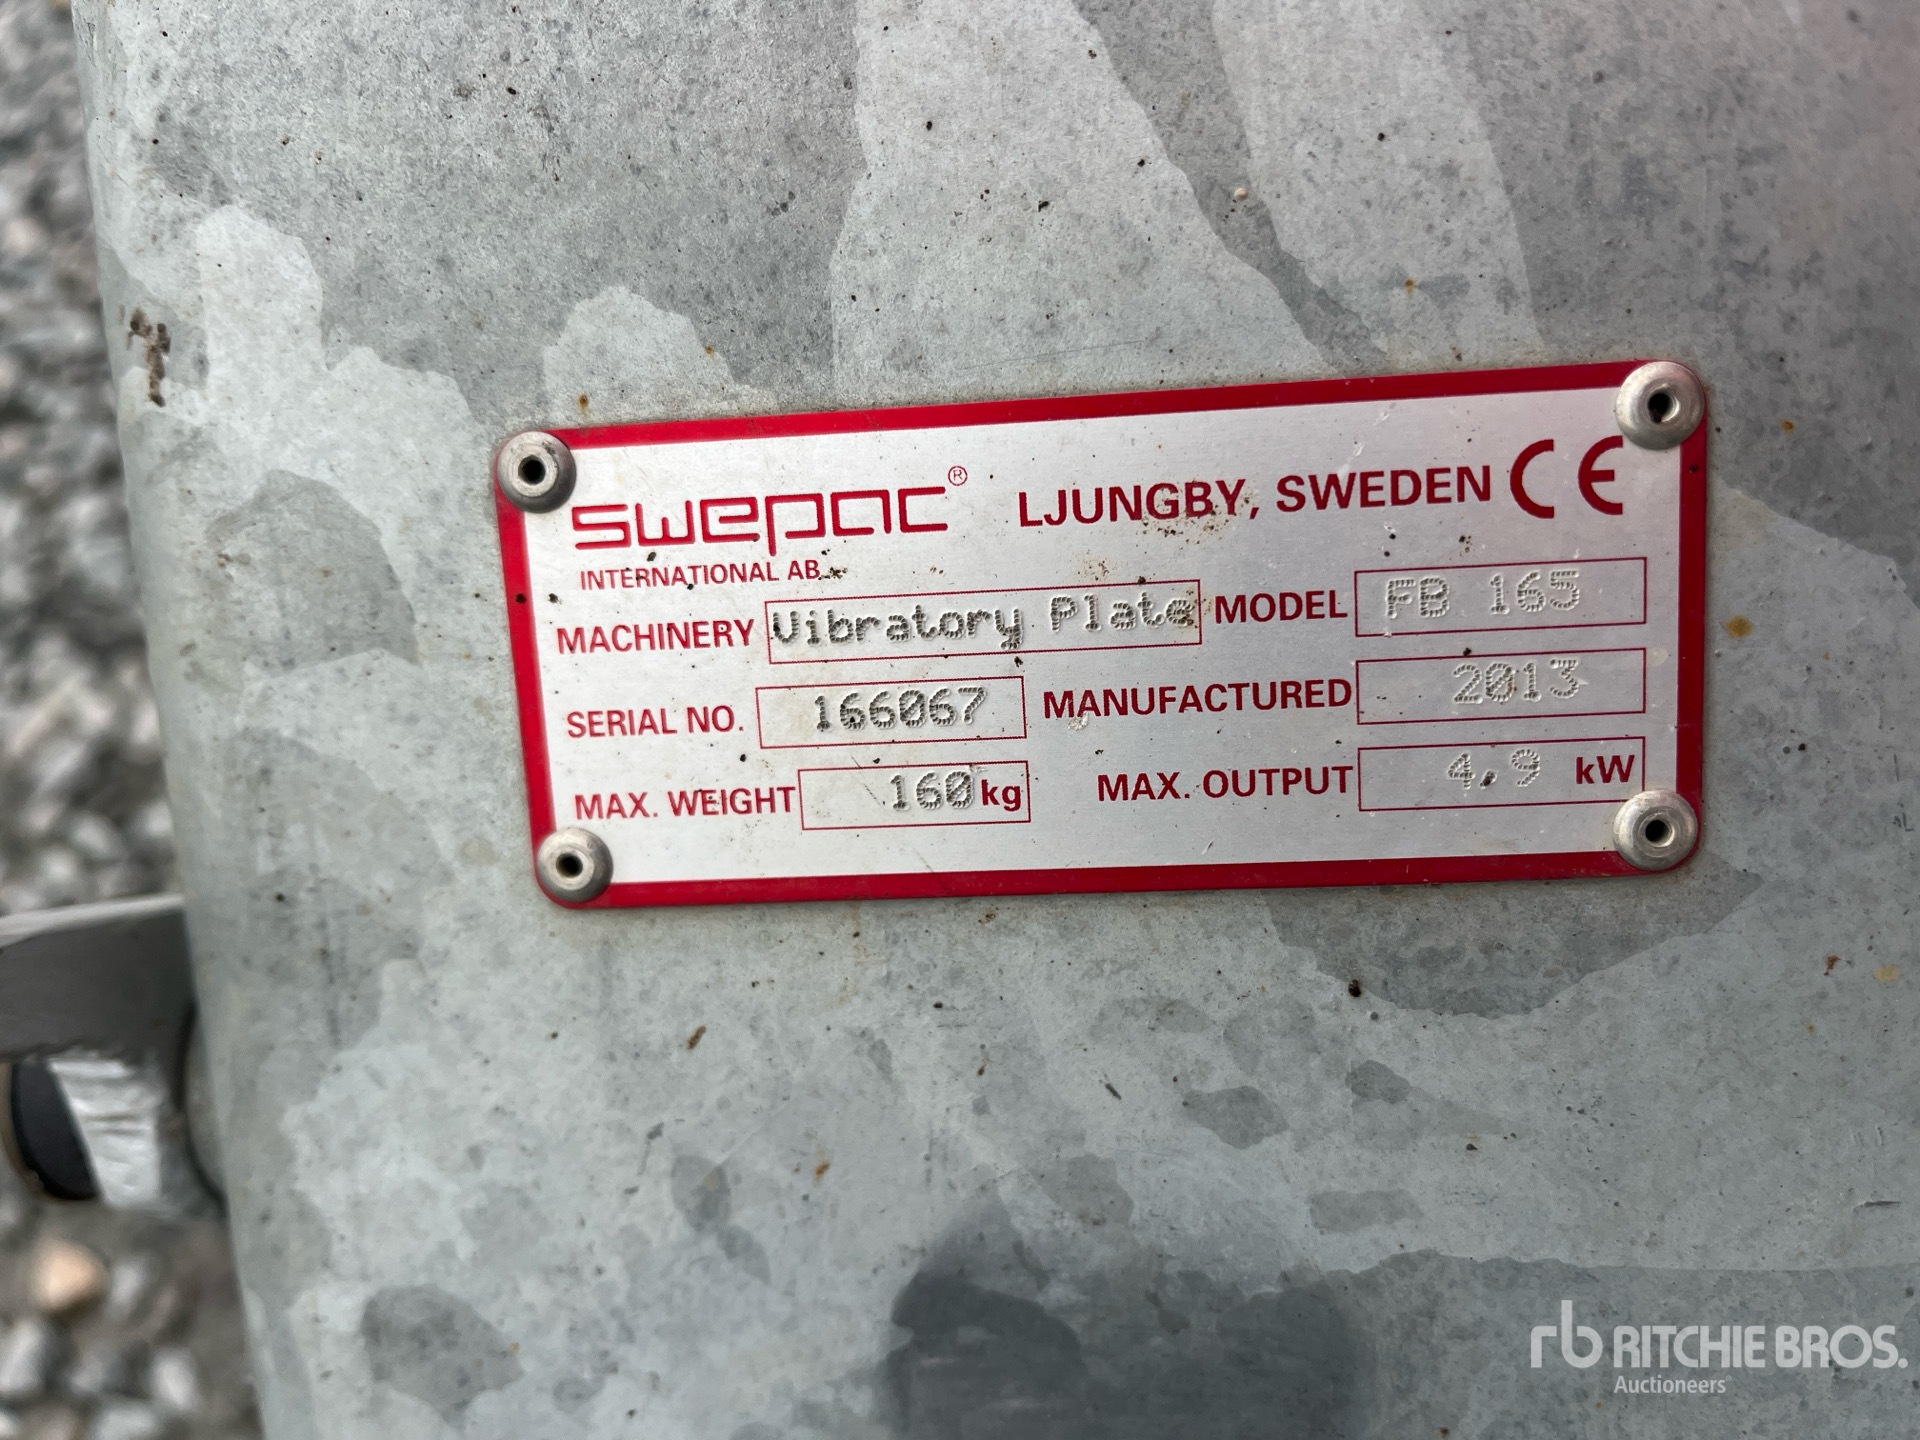 swepac® LJUNGBY, SWEDEN CE
INTERNATIONAL AB
MACHINERY Vibratory Plate MODEL FB 165
SERIAL NO. 166067 MANUFACTURED 2013
MAX. WEIGHT 160 kg MAX. OUTPUT 4,9 kW
rb RITCHIE BROS.
Auctioneers